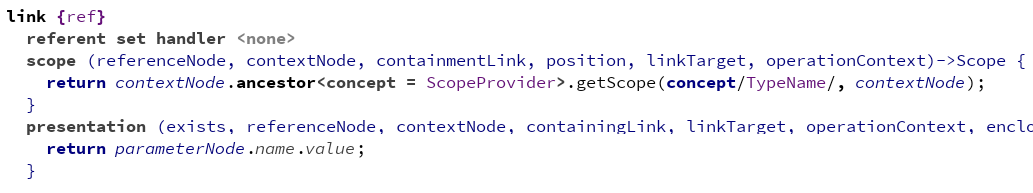 link {ref}
referent set handler <none>
scope (referenceNode, contextNode, containmentLink, position, linkTarget, operationContext)->Scope {
return contextNode.ancestor<concept = ScopeProvider>.getScope(concept/TypeName/, contextNode);
}
presentation (exists, referenceNode, contextNode, containingLink, linkTarget, operationContext, enclo
return parameterNode.name.value;
}